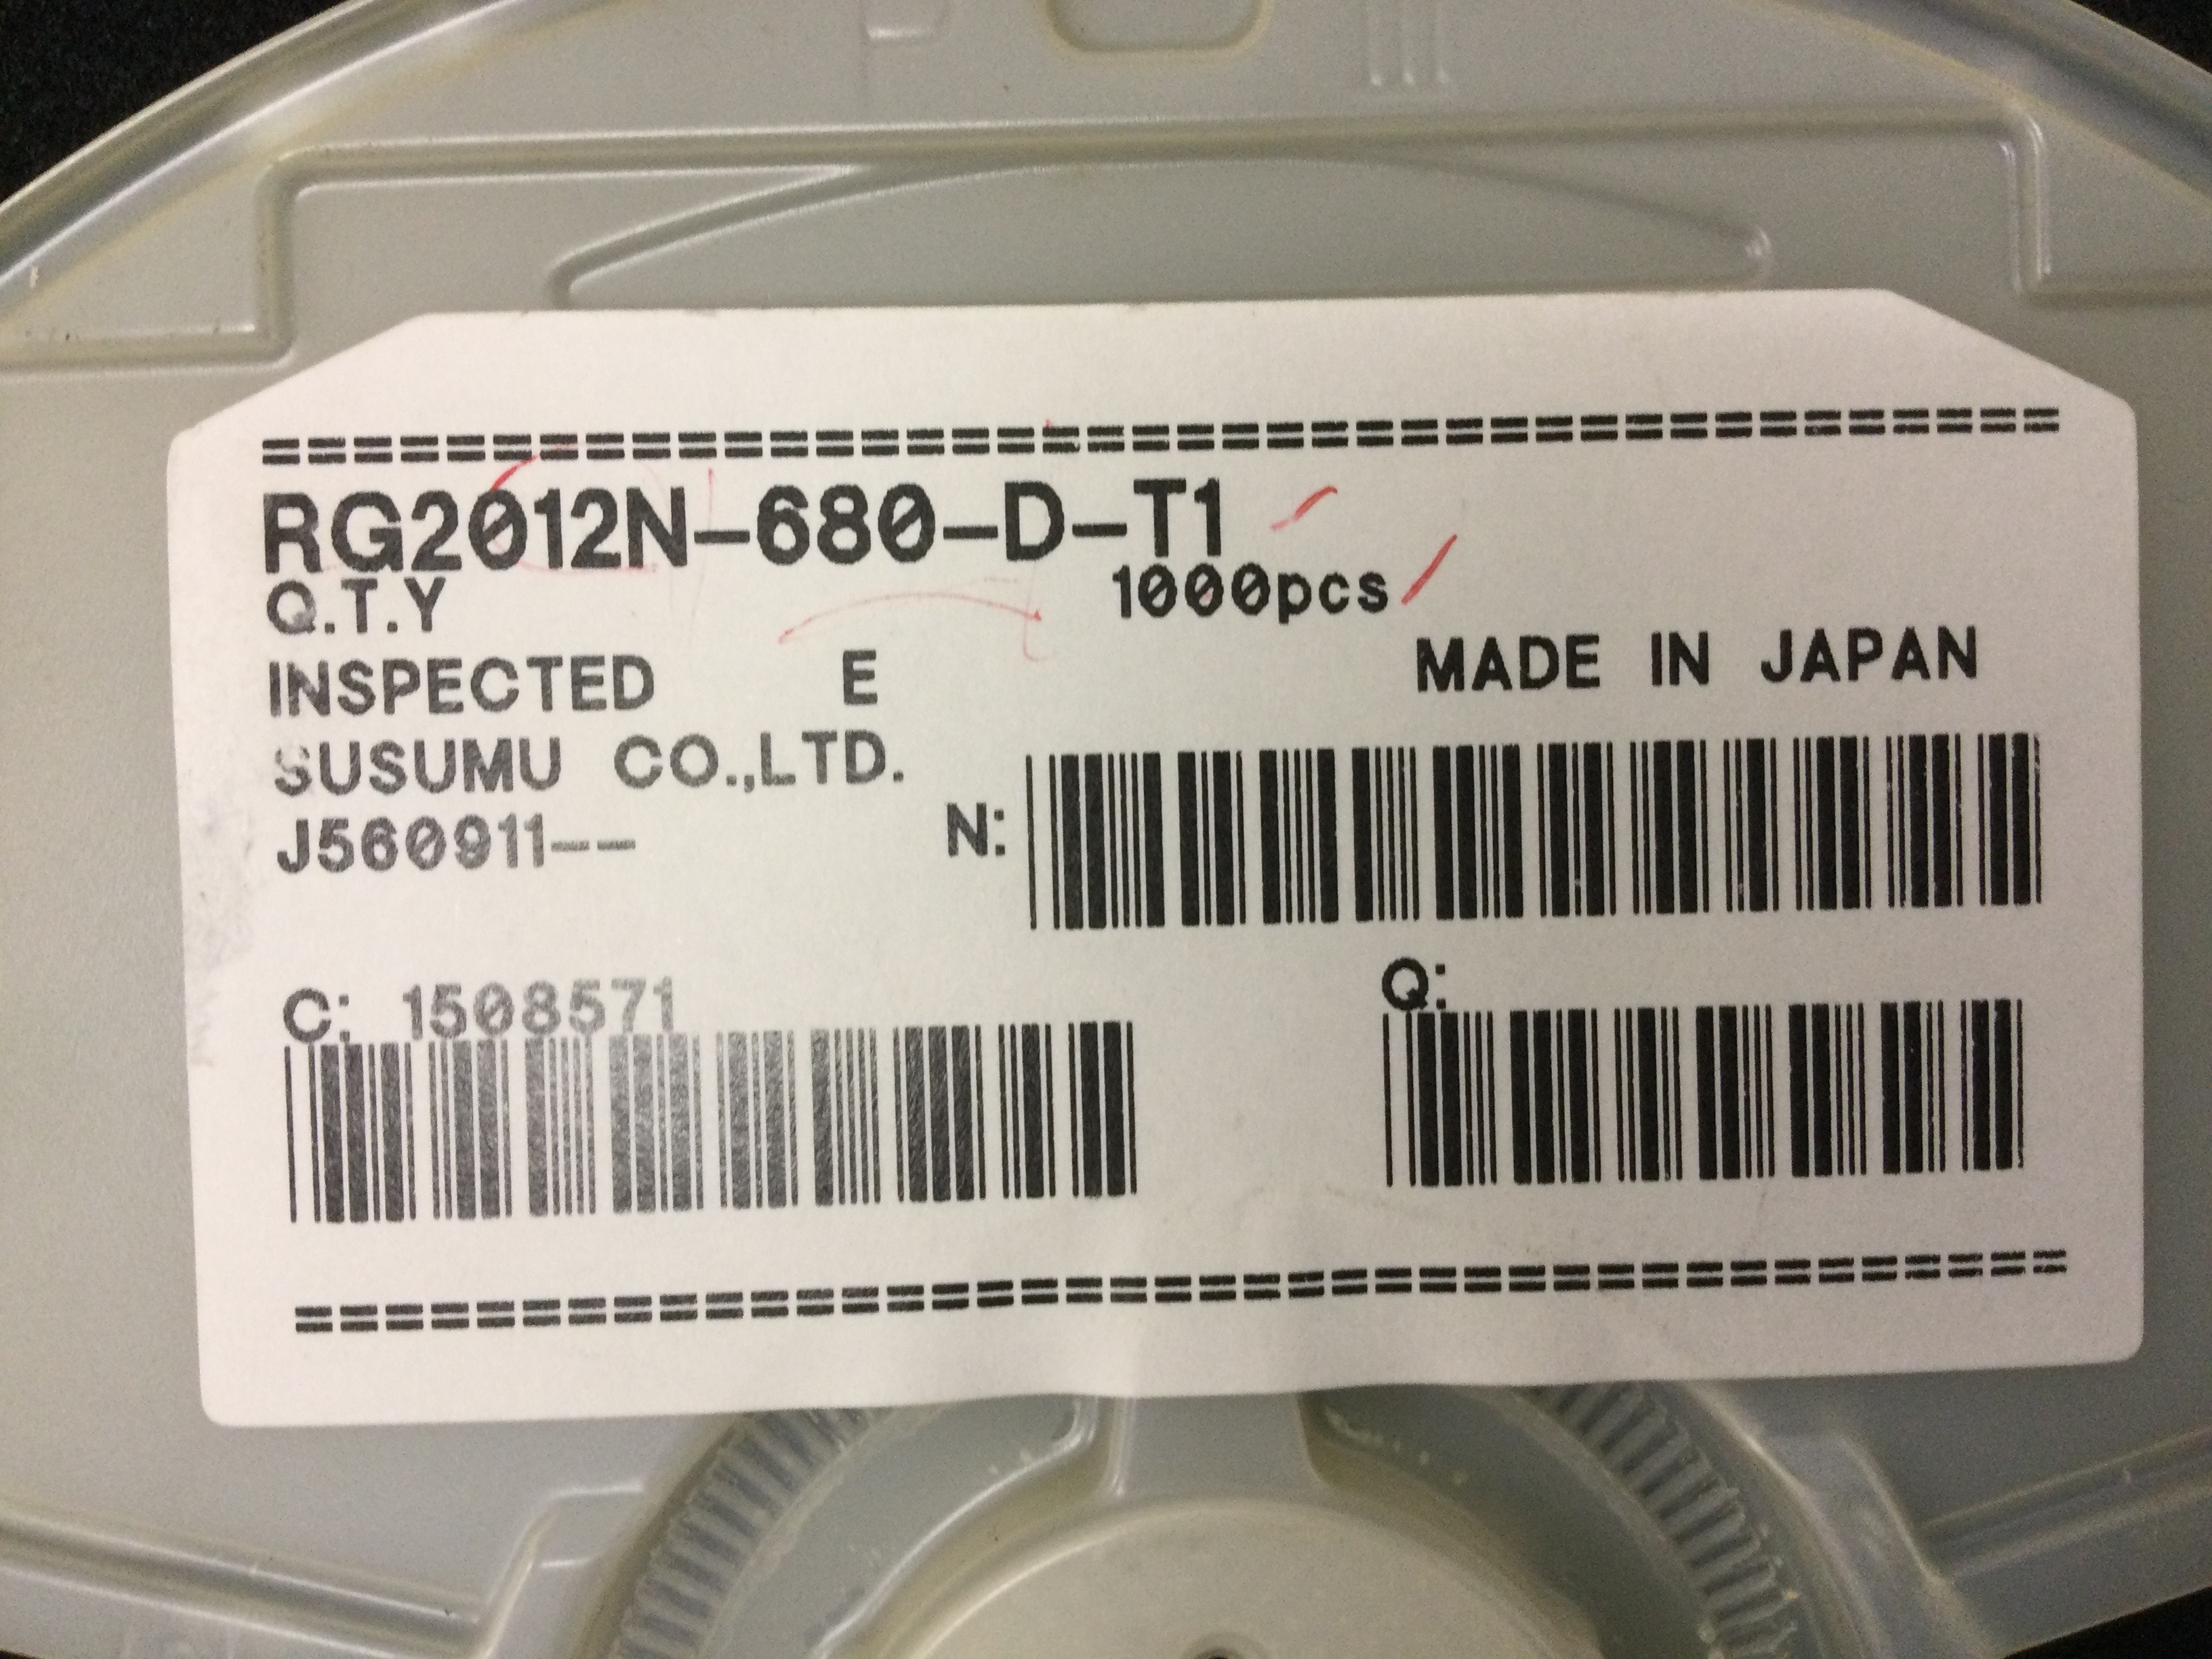 RG2012N-680-D-T1
Q.T.Y 1000pcs
INSPECTED E MADE IN JAPAN
SUSUMU CO.,LTD.
J560911--
N:
C: 1508571
Q: